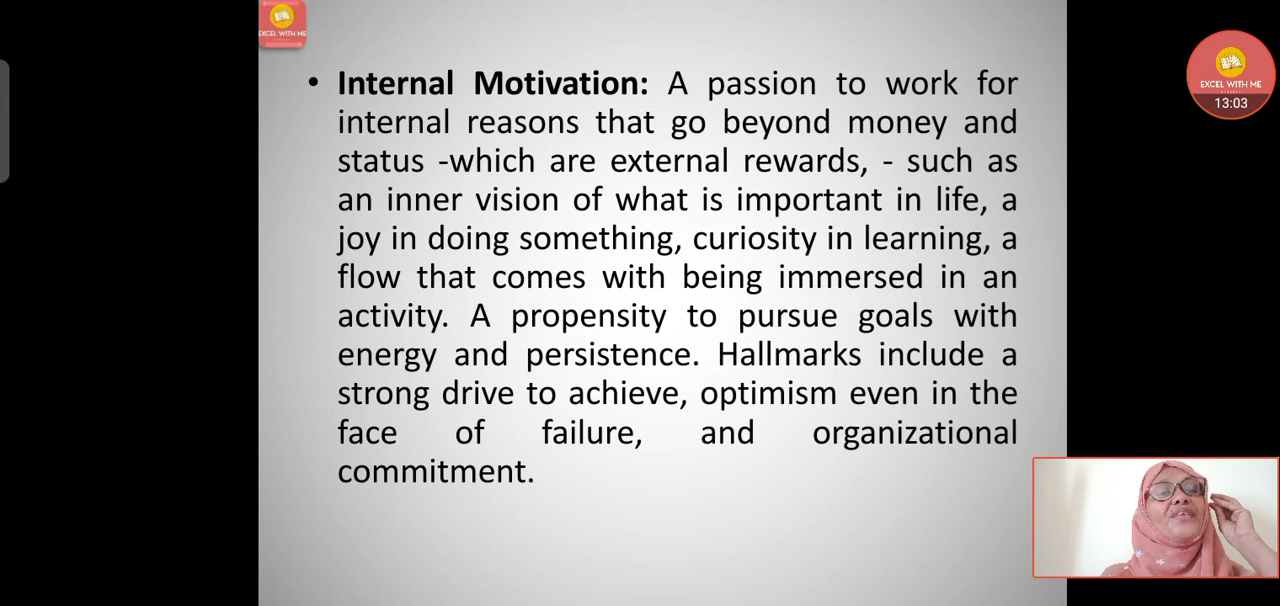 EXCEL WITH ME
• Internal Motivation: A passion to work for
internal reasons that go beyond money and
status -which are external rewards, - such as
an inner vision of what is important in life, a
joy in doing something, curiosity in learning, a
flow that comes with being immersed in an
activity. A propensity to pursue goals with
energy and persistence. Hallmarks include a
strong drive to achieve, optimism even in the
face of failure, and organizational
commitment.
EXCEL WITH ME
13:03